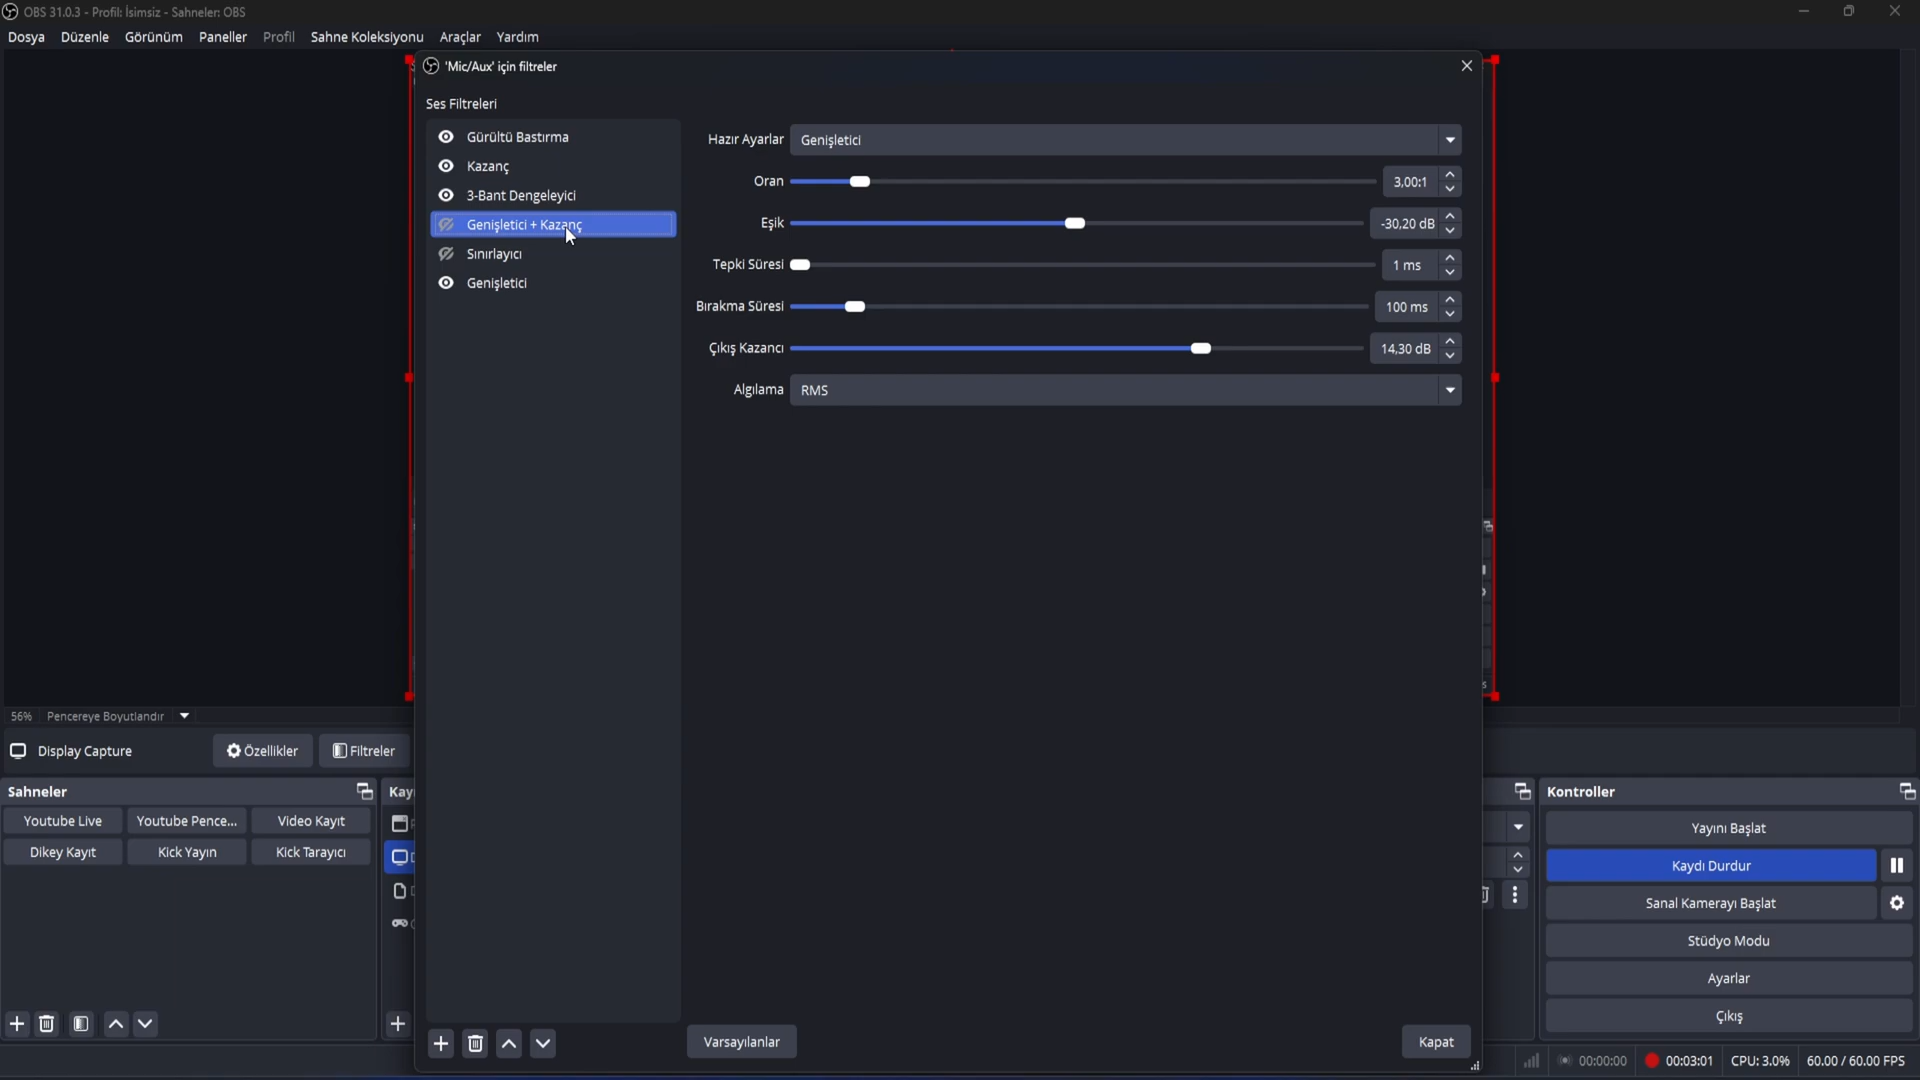 OBS 31.0.3 - Profil: İsimsiz - Sahneler: OBS
Dosya Düzenle Görünüm Paneller Profil Sahne Koleksiyonu Araçlar Yardım
'Mic/Aux' için filtreler
Ses Filtreleri
Gürültü Bastırma
Kazanç
3-Bant Dengeleyici
Genişletici + Kazanç
Sınırlayıcı
Genişletici
Hazır Ayarlar Genişletici
Oran 3,00:1
Eşik -30,20 dB
Tepki Süresi 1 ms
Bırakma Süresi 100 ms
Çıkış Kazancı 14,30 dB
Algılama RMS
Varsayılanlar
Kapat
56% Pencereye Boyutlandır
Display Capture Özellikler Filtreler
Sahneler
Youtube Live Youtube Pence... Video Kayıt
Dikey Kayıt Kick Yayın Kick Tarayıcı
Kay
Kontroller
Yayını Başlat
Kaydı Durdur
Sanal Kamerayı Başlat
Stüdyo Modu
Ayarlar
Çıkış
00:00:00 00:03:01 CPU: 3.0% 60.00 / 60.00 FPS